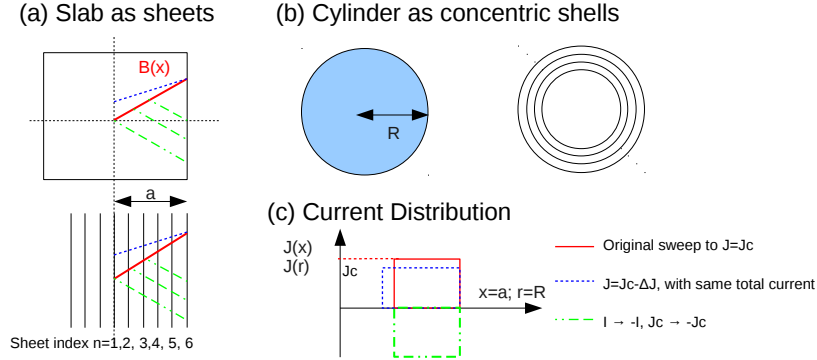 (a) Slab as sheets
B(x)
a
Sheet index n=1,2, 3,4, 5, 6
(b) Cylinder as concentric shells
R
(c) Current Distribution
J(x)
J(r)
Jc
x=a; r=R
Original sweep to J=Jc
J=Jc-ΔJ, with same total current
I → -I, Jc → -Jc